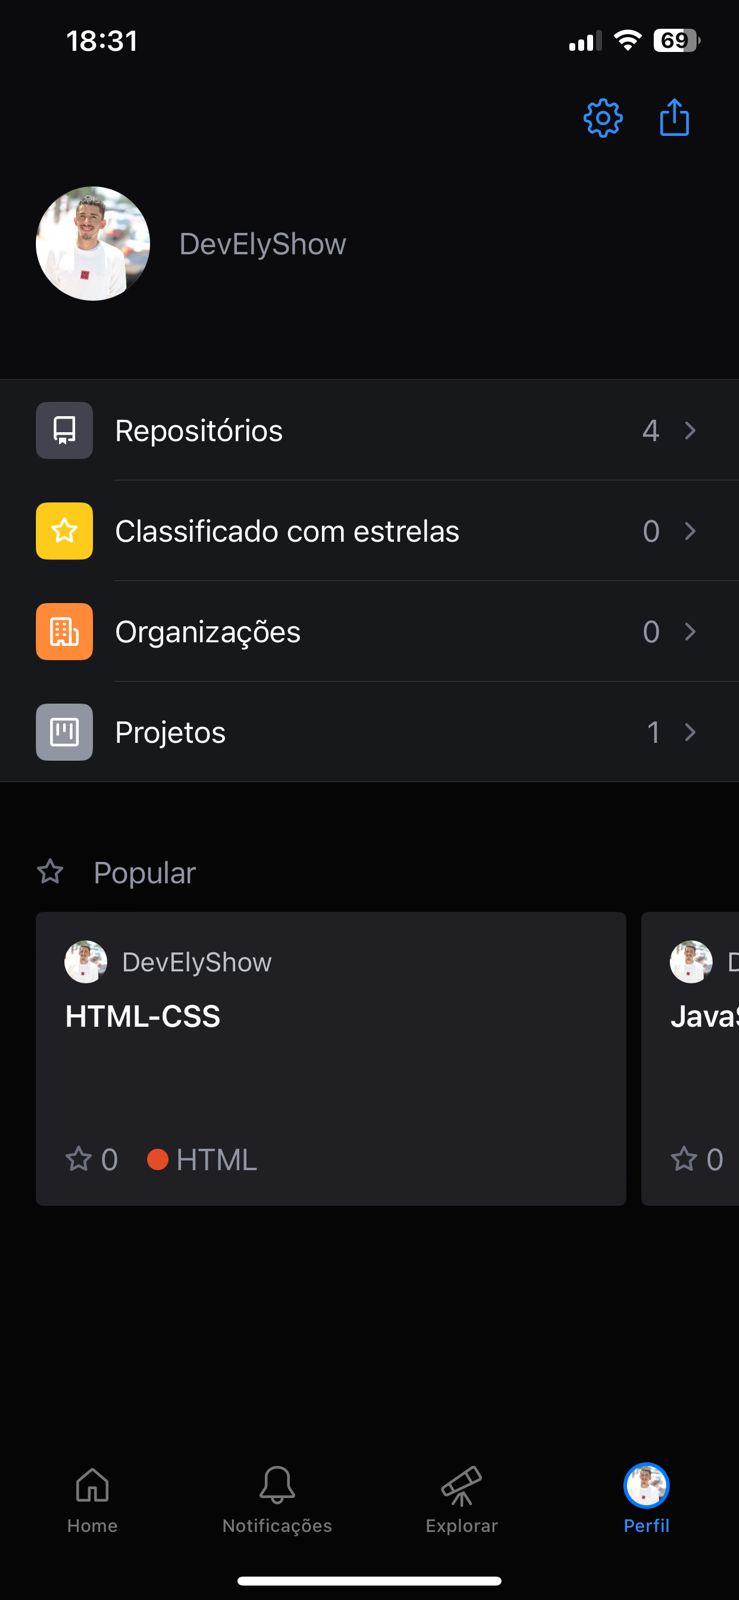 18:31
69
DevElyShow
Repositórios 4
Classificado com estrelas 0
Organizações 0
Projetos 1
Popular
DevElyShow
HTML-CSS
0 HTML
0
Home Notificações Explorar Perfil